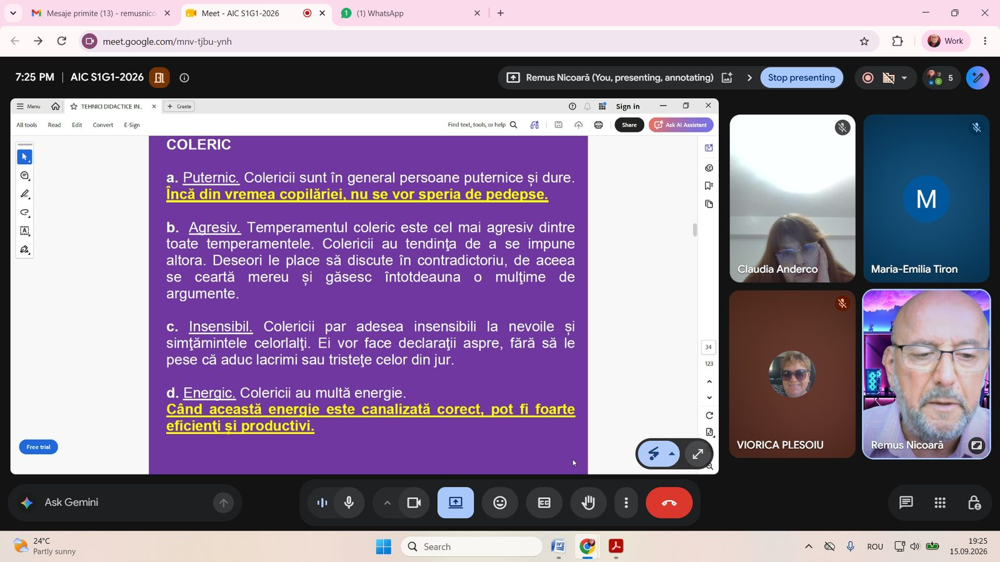 Mesaje primite (13) - remusnico
Meet - AIC S1G1-2026
(1) WhatsApp
meet.google.com/mnv-tjbu-ynh
Work
7:25 PM | AIC S1G1-2026
Remus Nicoară (You, presenting, annotating)
Stop presenting
5
Menu
TEHNICI DIDACTICE IN...
+ Create
Sign in
All tools Read Edit Convert E-Sign
Find text, tools, or help
Share
Ask AI Assistant
COLERIC
a. Puternic. Colericii sunt în general persoane puternice și dure.
Încă din vremea copilăriei, nu se vor speria de pedepse.
b. Agresiv. Temperamentul coleric este cel mai agresiv dintre
toate temperamentele. Colericii au tendinţa de a se impune
altora. Deseori le place să discute în contradictoriu, de aceea
se ceartă mereu și găsesc întotdeauna o mulţime de
argumente.
c. Insensibil. Colericii par adesea insensibili la nevoile și
simţămintele celorlalţi. Ei vor face declaraţii aspre, fără să le
pese că aduc lacrimi sau tristeţe celor din jur.
d. Energic. Colericii au multă energie.
Când această energie este canalizată corect, pot fi foarte
eficienţi și productivi.
34
123
Free trial
Claudia Anderco
M
Maria-Emilia Tiron
VIORICA PLESOIU
Remus Nicoară
Ask Gemini
24°C
Partly sunny
Search
ROU
19:25
15.09.2026